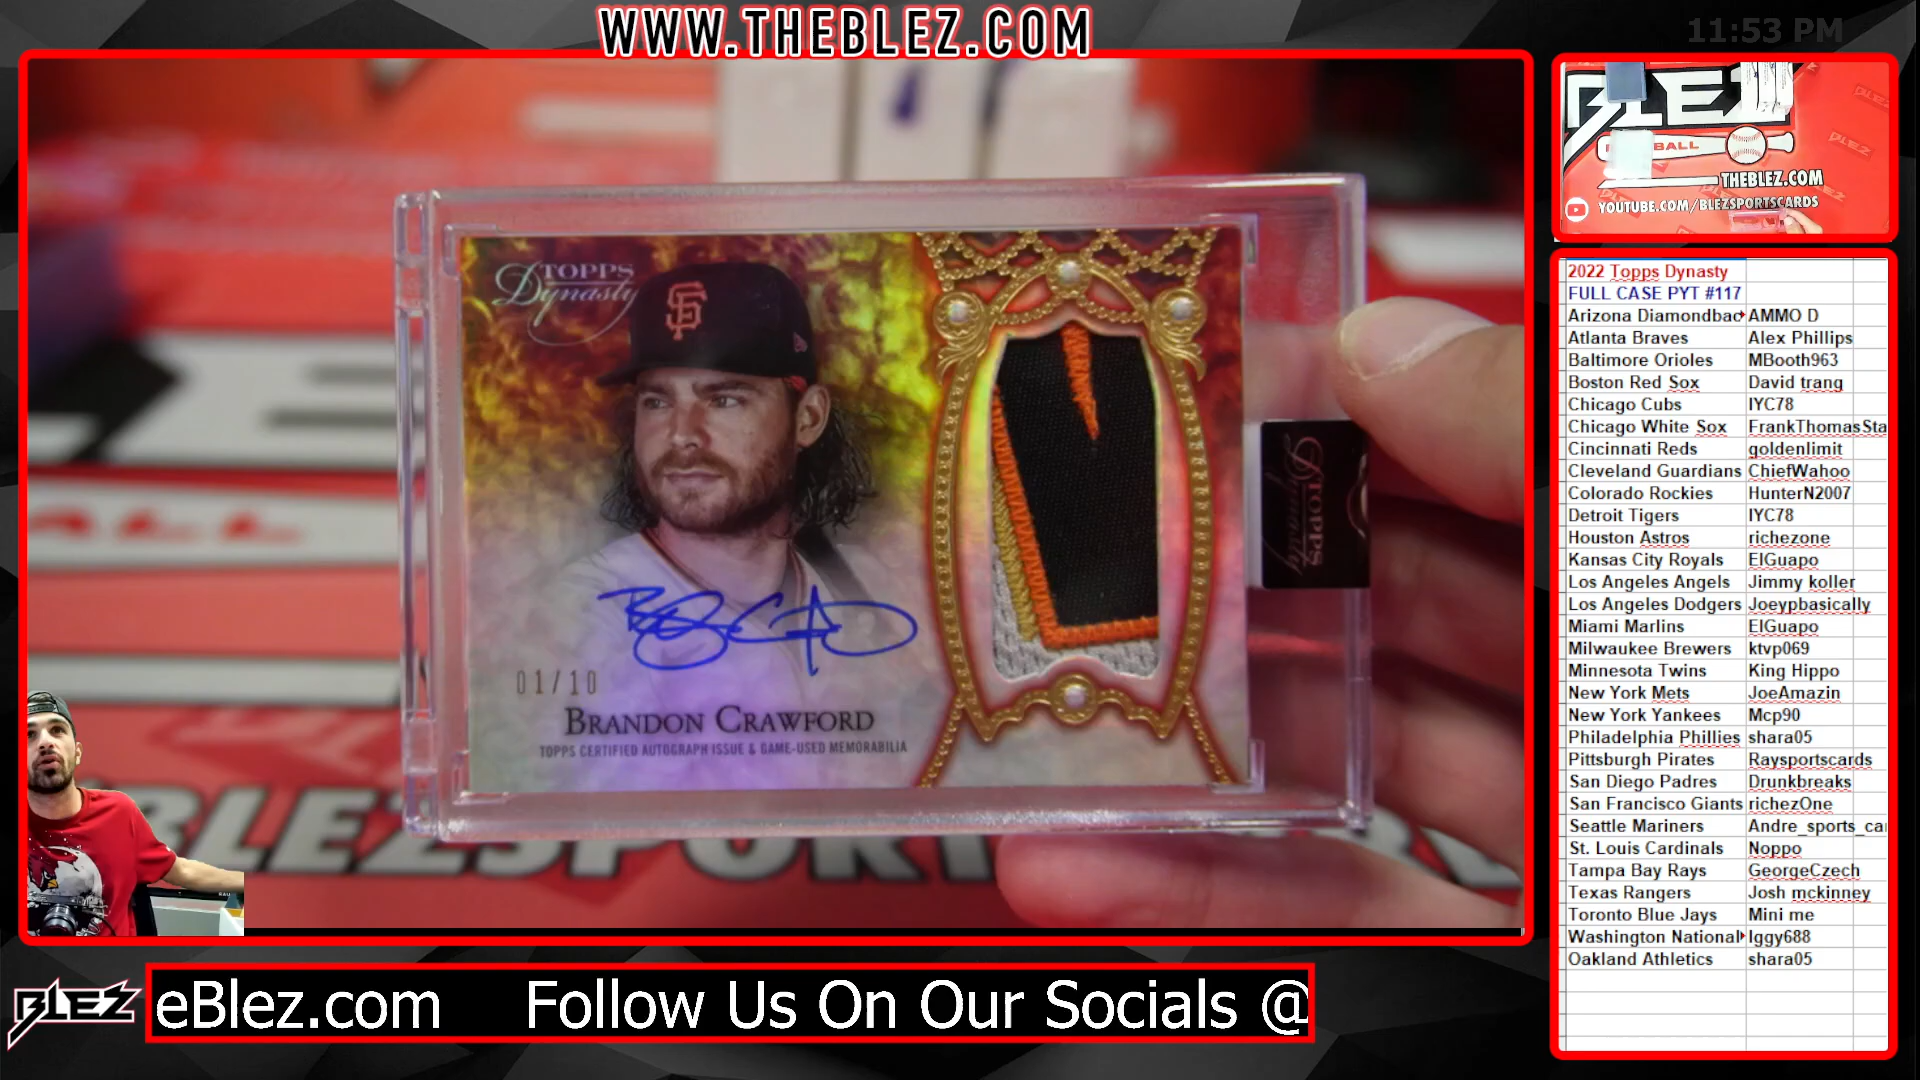 WWW.THEBLEZ.COM
11:53 PM
TOPPS
Dynasty
SF
01/10
BRANDON CRAWFORD
TOPPS CERTIFIED AUTOGRAPH ISSUE & GAME-USED MEMORABILIA
TOPPS
Dynasty
BLEZSPORT
BLEZ
BALL
THEBLEZ.COM
YOUTUBE.COM/BLEZSPORTSCARDS
2022 Topps Dynasty
FULL CASE PYT #117
Arizona Diamondbac AMMO D
Atlanta Braves Alex Phillips
Baltimore Orioles MBooth963
Boston Red Sox David trang
Chicago Cubs IYC78
Chicago White Sox FrankThomasSta
Cincinnati Reds goldenlimit
Cleveland Guardians ChiefWahoo
Colorado Rockies HunterN2007
Detroit Tigers IYC78
Houston Astros richezone
Kansas City Royals ElGuapo
Los Angeles Angels Jimmy koller
Los Angeles Dodgers Joeypbasically
Miami Marlins ElGuapo
Milwaukee Brewers ktvp069
Minnesota Twins King Hippo
New York Mets JoeAmazin
New York Yankees Mcp90
Philadelphia Phillies shara05
Pittsburgh Pirates Raysportscards
San Diego Padres Drunkbreaks
San Francisco Giants richezOne
Seattle Mariners Andre_sports_car
St. Louis Cardinals Noppo
Tampa Bay Rays GeorgeCzech
Texas Rangers Josh mckinney
Toronto Blue Jays Mini me
Washington National Iggy688
Oakland Athletics shara05
BLEZ
eBlez.com Follow Us On Our Socials @